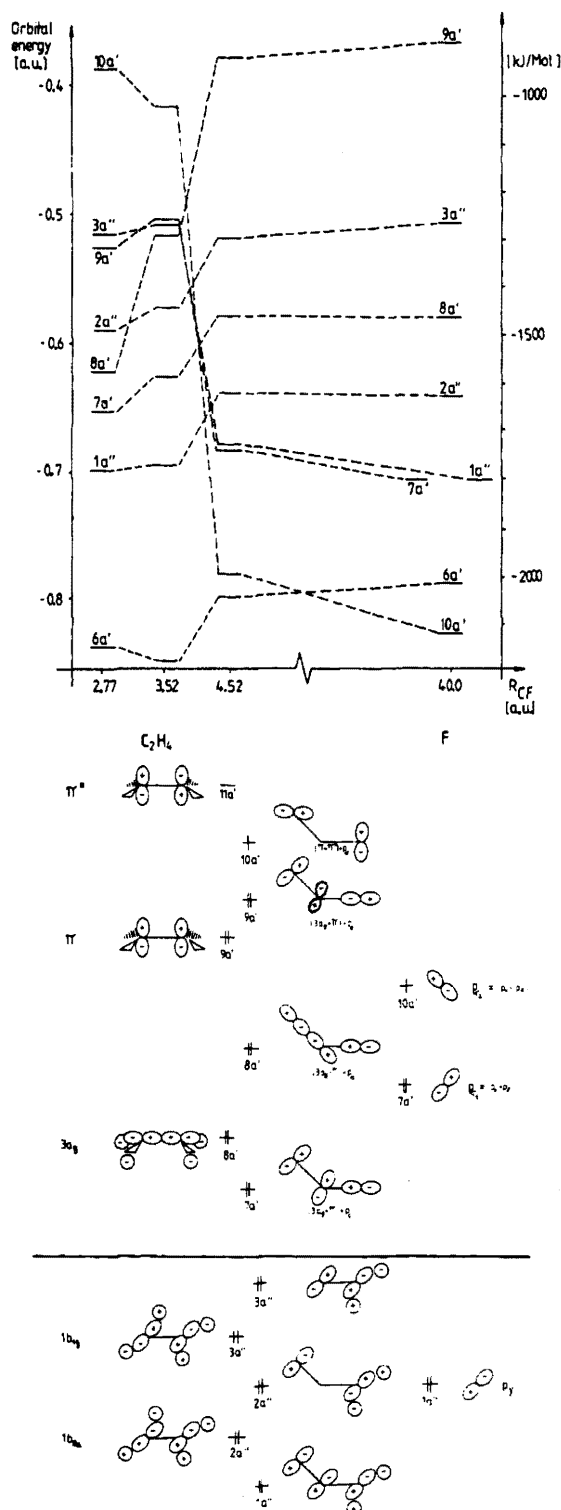 Orbital
energy
[a.u.]
[kJ/Mol]
-0.4
-0.5
-0.6
-0.7
-0.8
10a'
3a"
9a'
2a"
8a'
7a'
1a"
6a'
9a'
3a"
8a'
2a"
1a"
7a'
6a'
10a'
-1000
-1500
-2000
2.77
3.52
4.52
40.0
R_CF
[a.u.]
C₂H₄
F
π*
11a'
10a'
9a'
π
9a'
10a'
8a'
7a'
3a_g
8a'
7a'
3a"
3a"
2a"
1a"
p_y
2a"
1a"